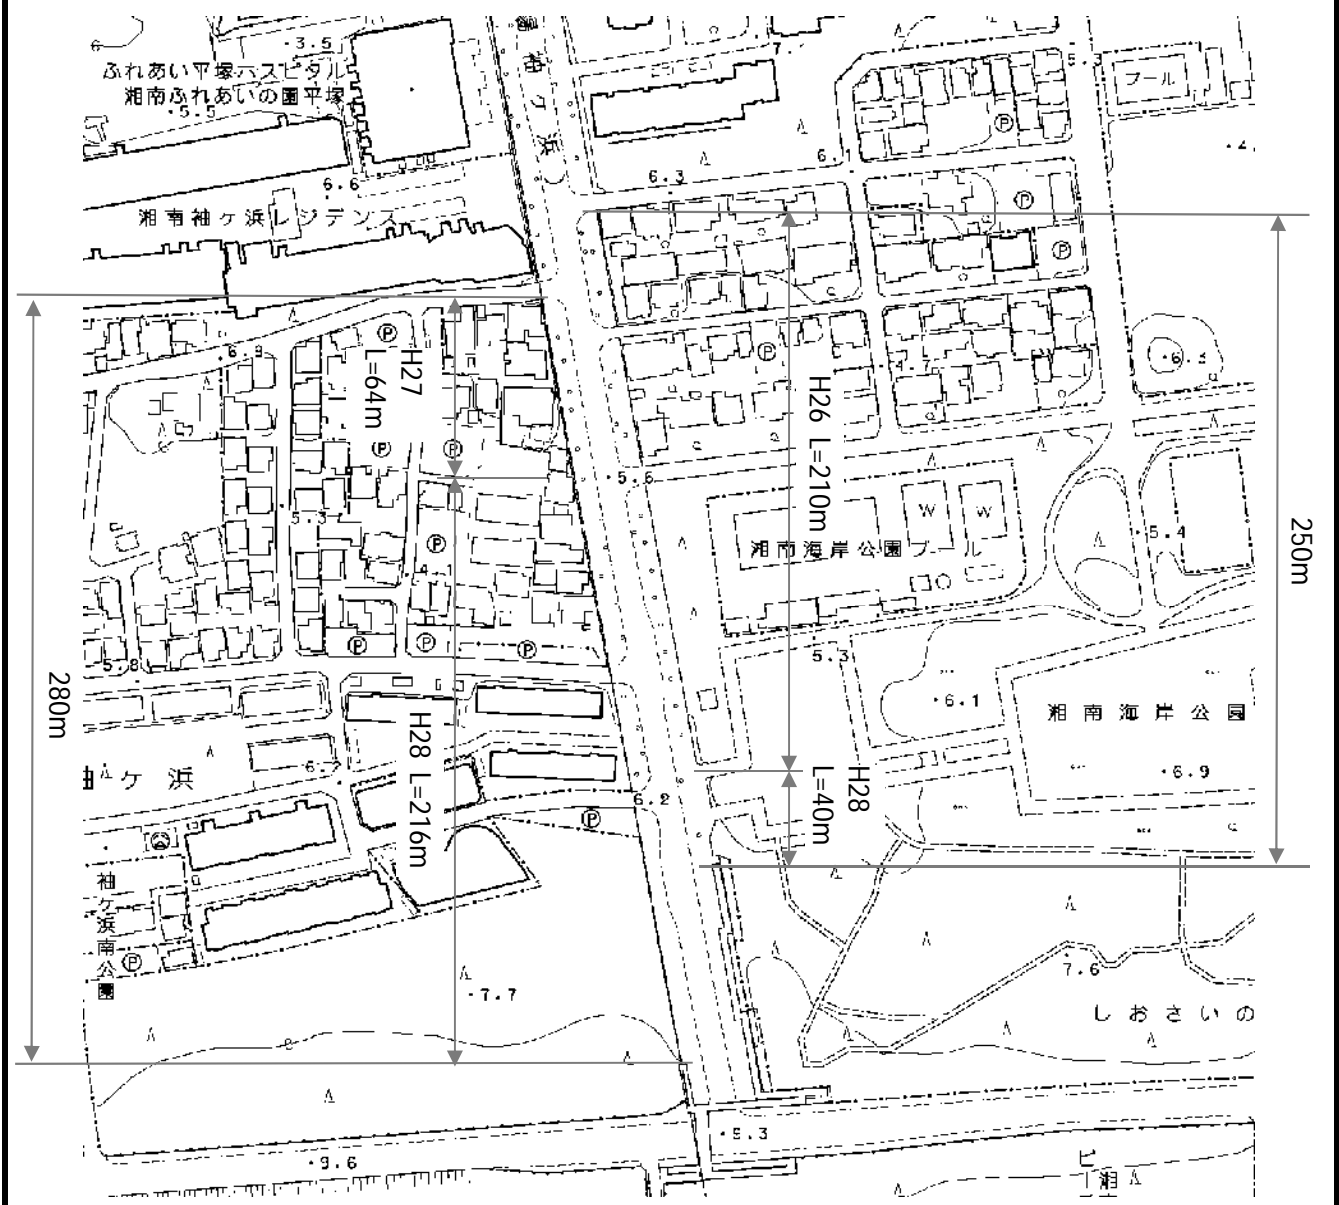 3.5
ふれあい平塚ホスピタル
湘南ふれあいの園平塚
5.5
5.3
プール
Ⓟ
6.6
6.3
6.1
Ⓟ
湘南袖ヶ浜レジデンス
Ⓟ
Ⓟ
6.3
Ⓟ
H27
L=64m
H26 L=210m
Ⓟ
Ⓟ
5.6
W
W
5.3
5.4
Ⓟ
湘南海岸公園プール
250m
4.1
Ⓟ
Ⓟ
Ⓟ
5.8
5.3
280m
6.1
湘南海岸公園
H28 L=216m
袖ヶ浜
H28
L=40m
6.9
6.2
Ⓟ
袖ヶ浜南公園
Ⓟ
7.6
7.7
しおさいの
5.3
9.6